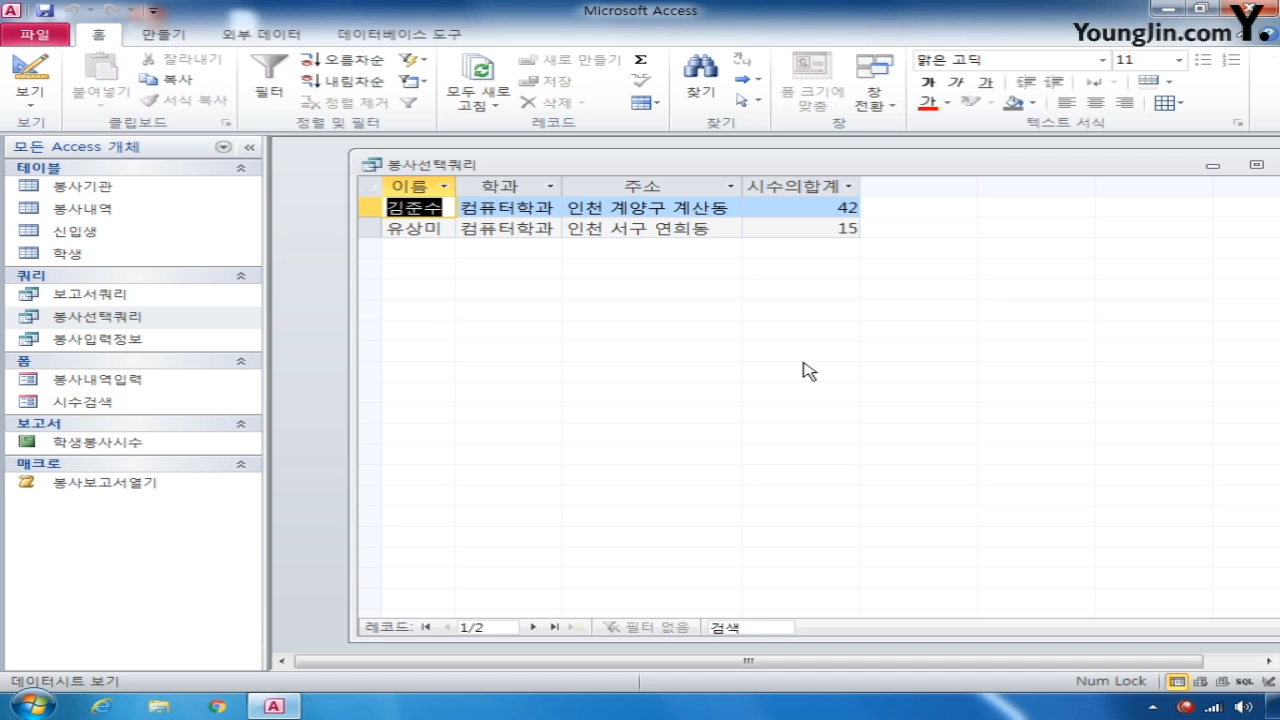 Microsoft Access
YoungJin.com
Y.
파일 홈 만들기 외부 데이터 데이터베이스 도구
보기
보기
붙여넣기
잘라내기
복사
서식 복사
클립보드
필터
오름차순
내림차순
정렬 제거
정렬 및 필터
모두 새로 고침
새로 만들기
저장
삭제
레코드
찾기
찾기
폼 크기에 맞춤
창 전환
창
맑은 고딕 11
가 가 가
가
텍스트 서식
모든 Access 개체
테이블
봉사기관
봉사내역
신입생
학생
쿼리
보고서쿼리
봉사선택쿼리
봉사입력정보
폼
봉사내역입력
시수검색
보고서
학생봉사시수
매크로
봉사보고서열기
봉사선택쿼리
이름 학과 주소 시수의합계
김준수 컴퓨터학과 인천 계양구 계산동 42
유상미 컴퓨터학과 인천 서구 연희동 15
레코드: 1/2 필터 없음 검색
데이터시트 보기 Num Lock SQL